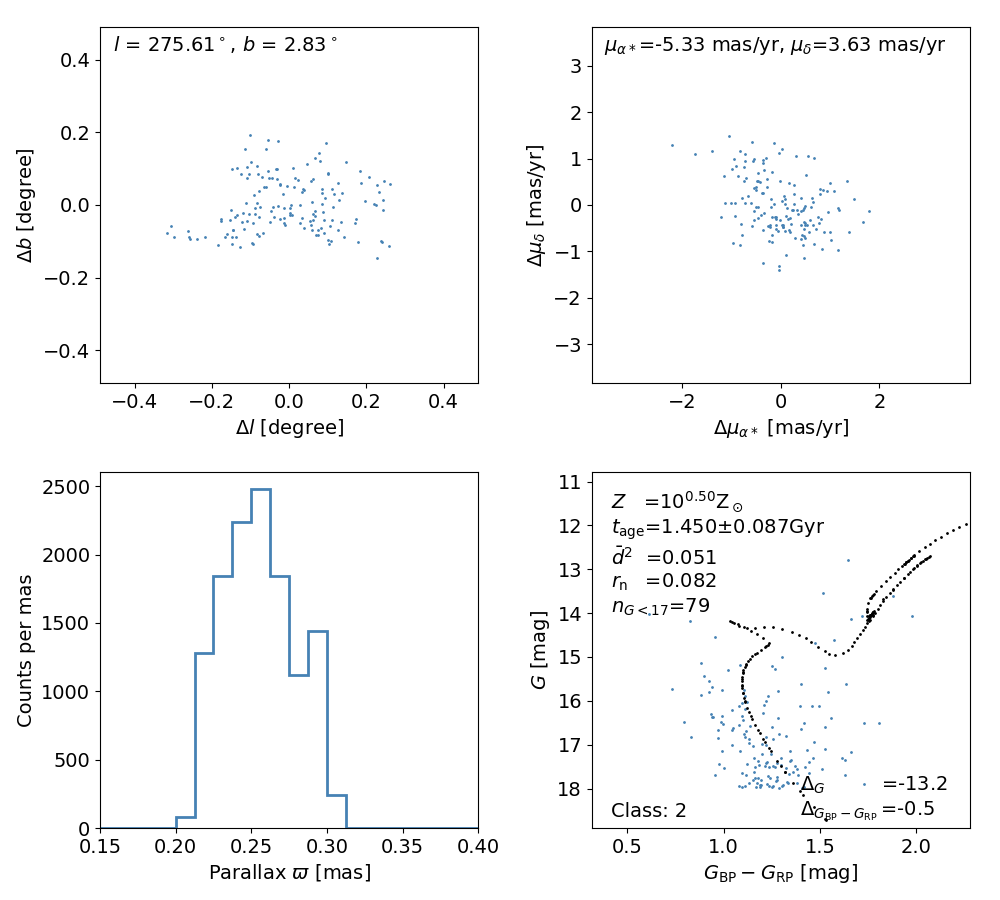 l = 275.61°, b = 2.83°
0.4
0.2
0.0
−0.2
−0.4
Δb [degree]
−0.4 −0.2 0.0 0.2 0.4
Δl [degree]
μα*=-5.33 mas/yr, μδ=3.63 mas/yr
3
2
1
0
−1
−2
−3
Δμδ [mas/yr]
−2 0 2
Δμα* [mas/yr]
2500
2000
1500
1000
500
0
Counts per mas
0.15 0.20 0.25 0.30 0.35 0.40
Parallax ϖ [mas]
11
12
13
14
15
16
17
18
G [mag]
Z =10^0.50 Z⊙
t_age=1.450±0.087Gyr
d̄² =0.051
r_n =0.082
n_G<17=79
Δ_G =-13.2
Class: 2
Δ_G_BP−G_RP =-0.5
0.5 1.0 1.5 2.0
G_BP − G_RP [mag]